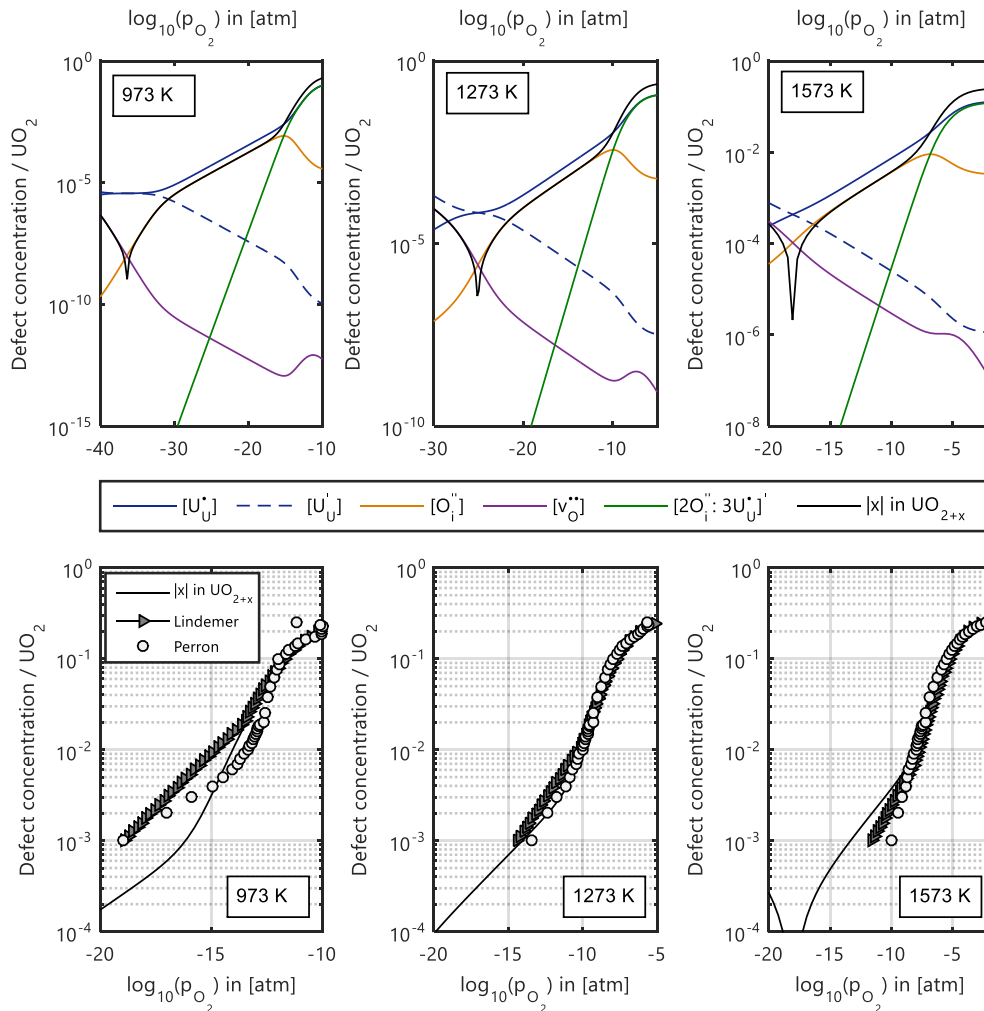 log10(pO2) in [atm] log10(pO2) in [atm] log10(pO2) in [atm]
Defect concentration / UO2
10^0
10^-5
10^-10
10^-15
973 K
-40 -30 -20 -10
Defect concentration / UO2
10^0
10^-5
10^-10
1273 K
-30 -25 -20 -15 -10 -5
Defect concentration / UO2
10^0
10^-2
10^-4
10^-6
10^-8
1573 K
-20 -15 -10 -5
[U_U^•] [U_U^'] [O_i^''] [v_O^••] [2O_i^'': 3U_U^•]^' |x| in UO2+x
Defect concentration / UO2
10^0
10^-1
10^-2
10^-3
10^-4
|x| in UO2+x
Lindemer
Perron
973 K
-20 -15 -10
log10(pO2) in [atm]
Defect concentration / UO2
10^0
10^-1
10^-2
10^-3
10^-4
1273 K
-20 -15 -10 -5
log10(pO2) in [atm]
Defect concentration / UO2
10^0
10^-1
10^-2
10^-3
10^-4
1573 K
-20 -15 -10 -5
log10(pO2) in [atm]